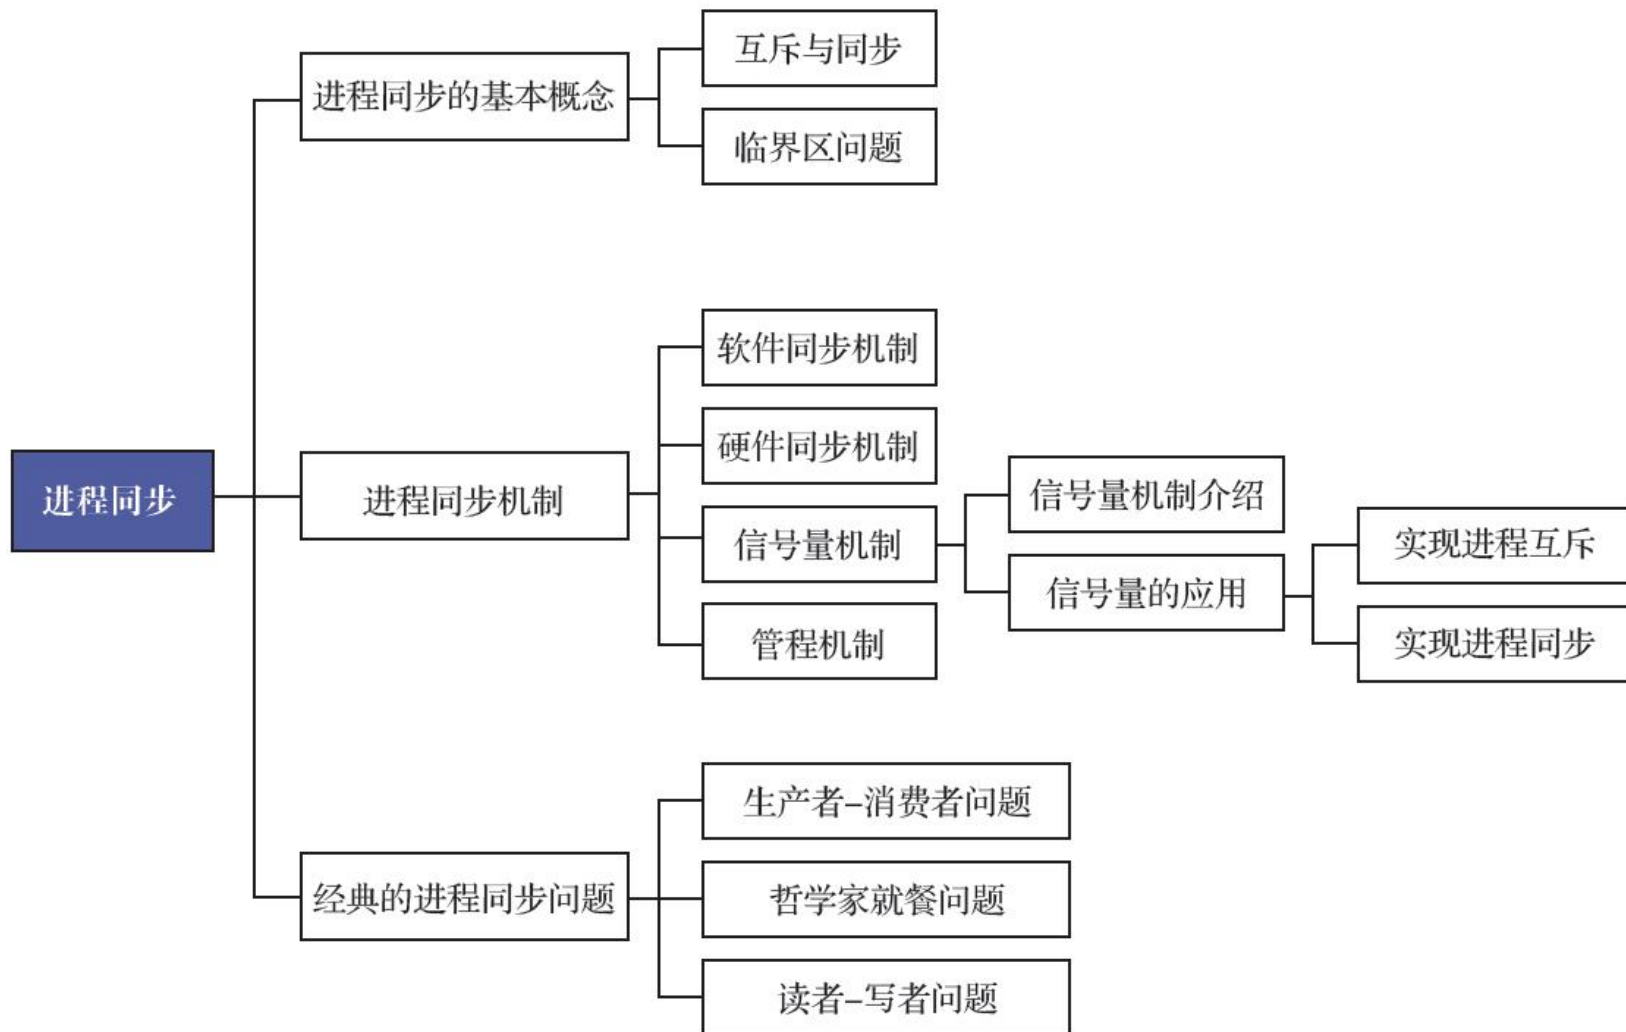 进程同步
进程同步的基本概念
互斥与同步
临界区问题
进程同步机制
软件同步机制
硬件同步机制
信号量机制
信号量机制介绍
信号量的应用
实现进程互斥
实现进程同步
管程机制
经典的进程同步问题
生产者–消费者问题
哲学家就餐问题
读者–写者问题